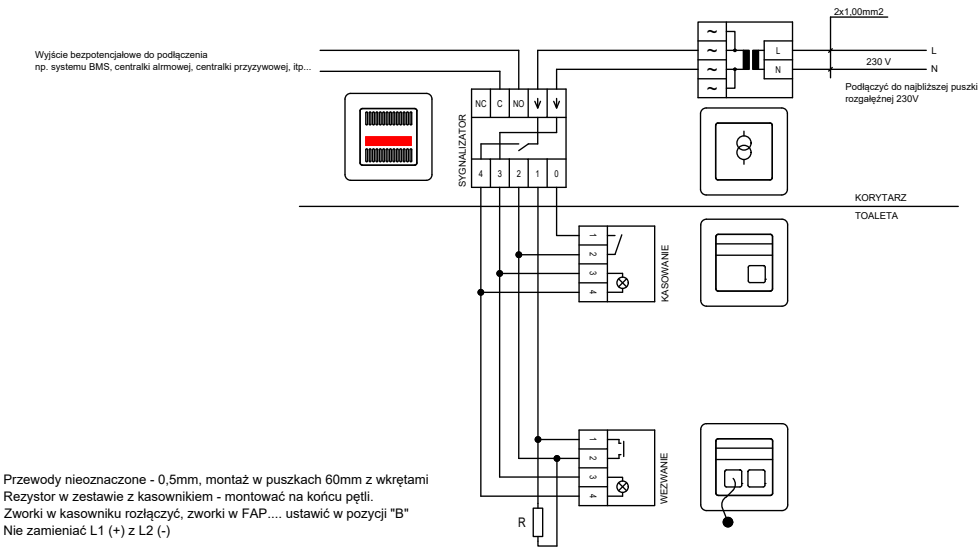 2x1,00mm2
Wyjście bezpotencjałowe do podłączenia
np. systemu BMS, centralki alrmowej, centralki przyzywowej, itp...
~
~
~
~
L
N
230 V
L
N
Podłączyć do najbliższej puszki
rozgałęźnej 230V
NC C NO
SYGNALIZATOR
4 3 2 1 0
KORYTARZ
TOALETA
1
2
3
4
KASOWANIE
1
2
3
4
WEZWANIE
R
Przewody nieoznaczone - 0,5mm, montaż w puszkach 60mm z wkrętami
Rezystor w zestawie z kasownikiem - montować na końcu pętli.
Zworki w kasowniku rozłączyć, zworki w FAP.... ustawić w pozycji "B"
Nie zamieniać L1 (+) z L2 (-)